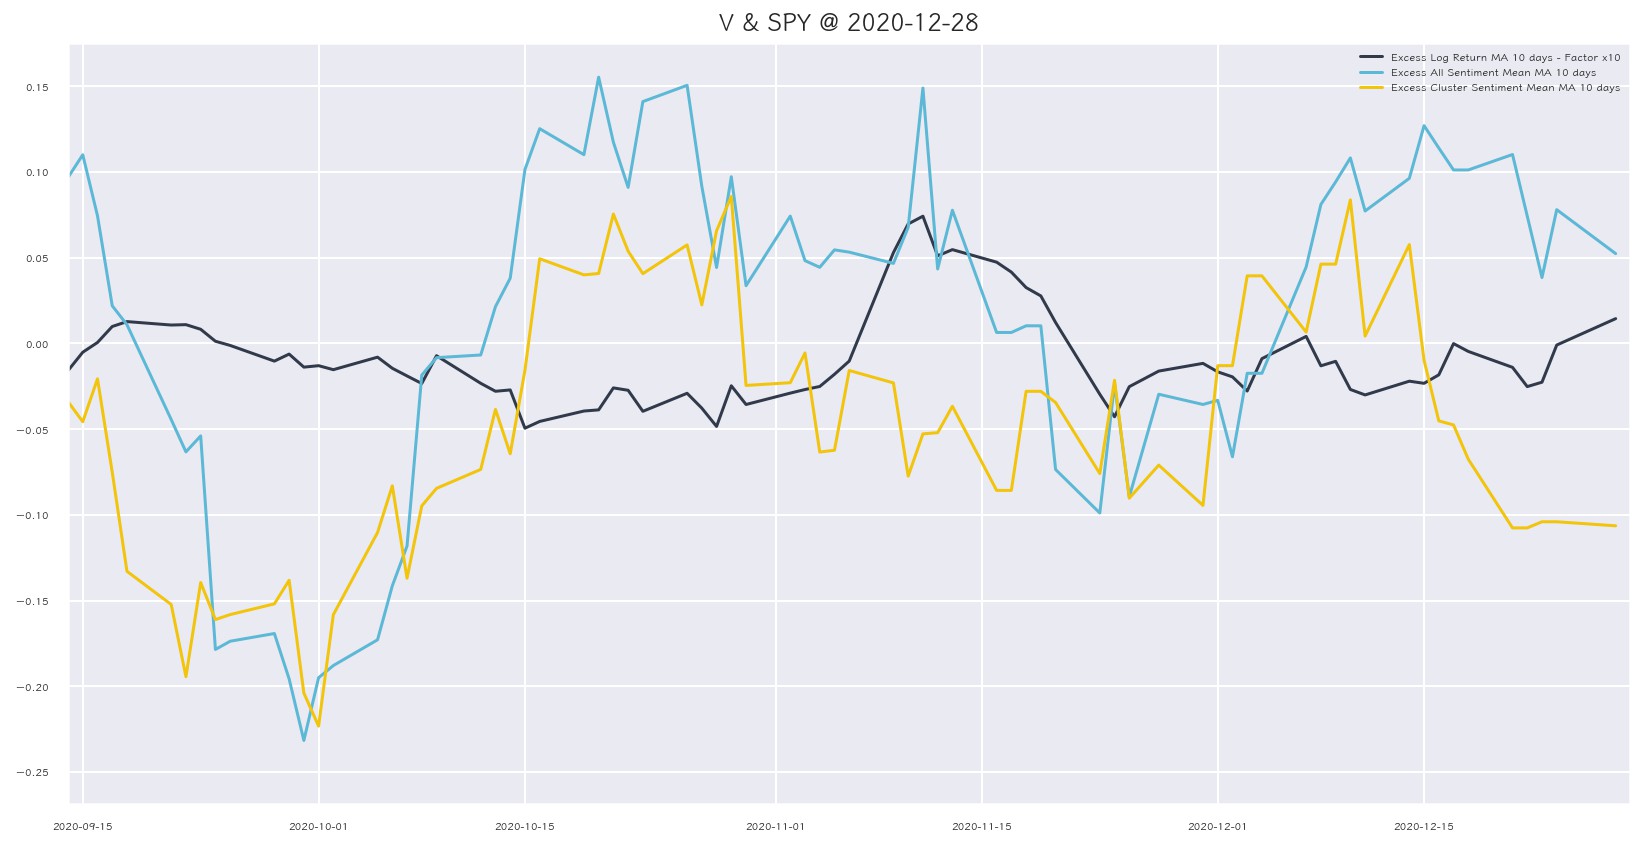 V & SPY @ 2020-12-28
Excess Log Return MA 10 days - Factor x10
Excess All Sentiment Mean MA 10 days
Excess Cluster Sentiment Mean MA 10 days
0.15
0.10
0.05
0.00
−0.05
−0.10
−0.15
−0.20
−0.25
2020-09-15 2020-10-01 2020-10-15 2020-11-01 2020-11-15 2020-12-01 2020-12-15